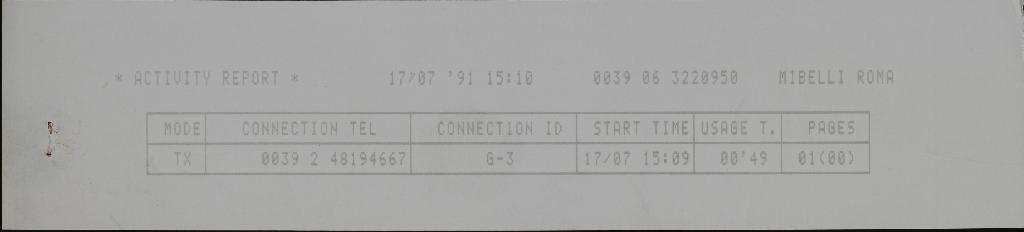 * ACTIVITY REPORT * 17/07 '91 15:10 0039 06 3220950 MIBELLI ROMA
MODE CONNECTION TEL CONNECTION ID START TIME USAGE T. PAGES
TX 0039 2 48194667 G-3 17/07 15:09 00'49 01(00)